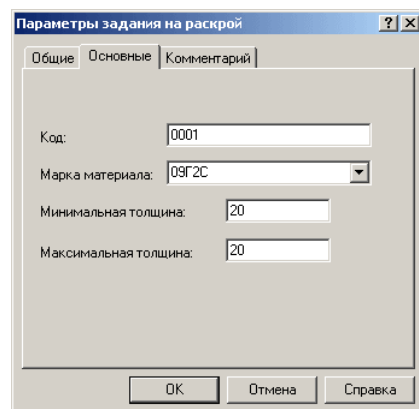 Параметры задания на раскрой
Общие Основные Комментарий
Код: 0001
Марка материала: 09Г2С
Минимальная толщина: 20
Максимальная толщина: 20
OK Отмена Справка